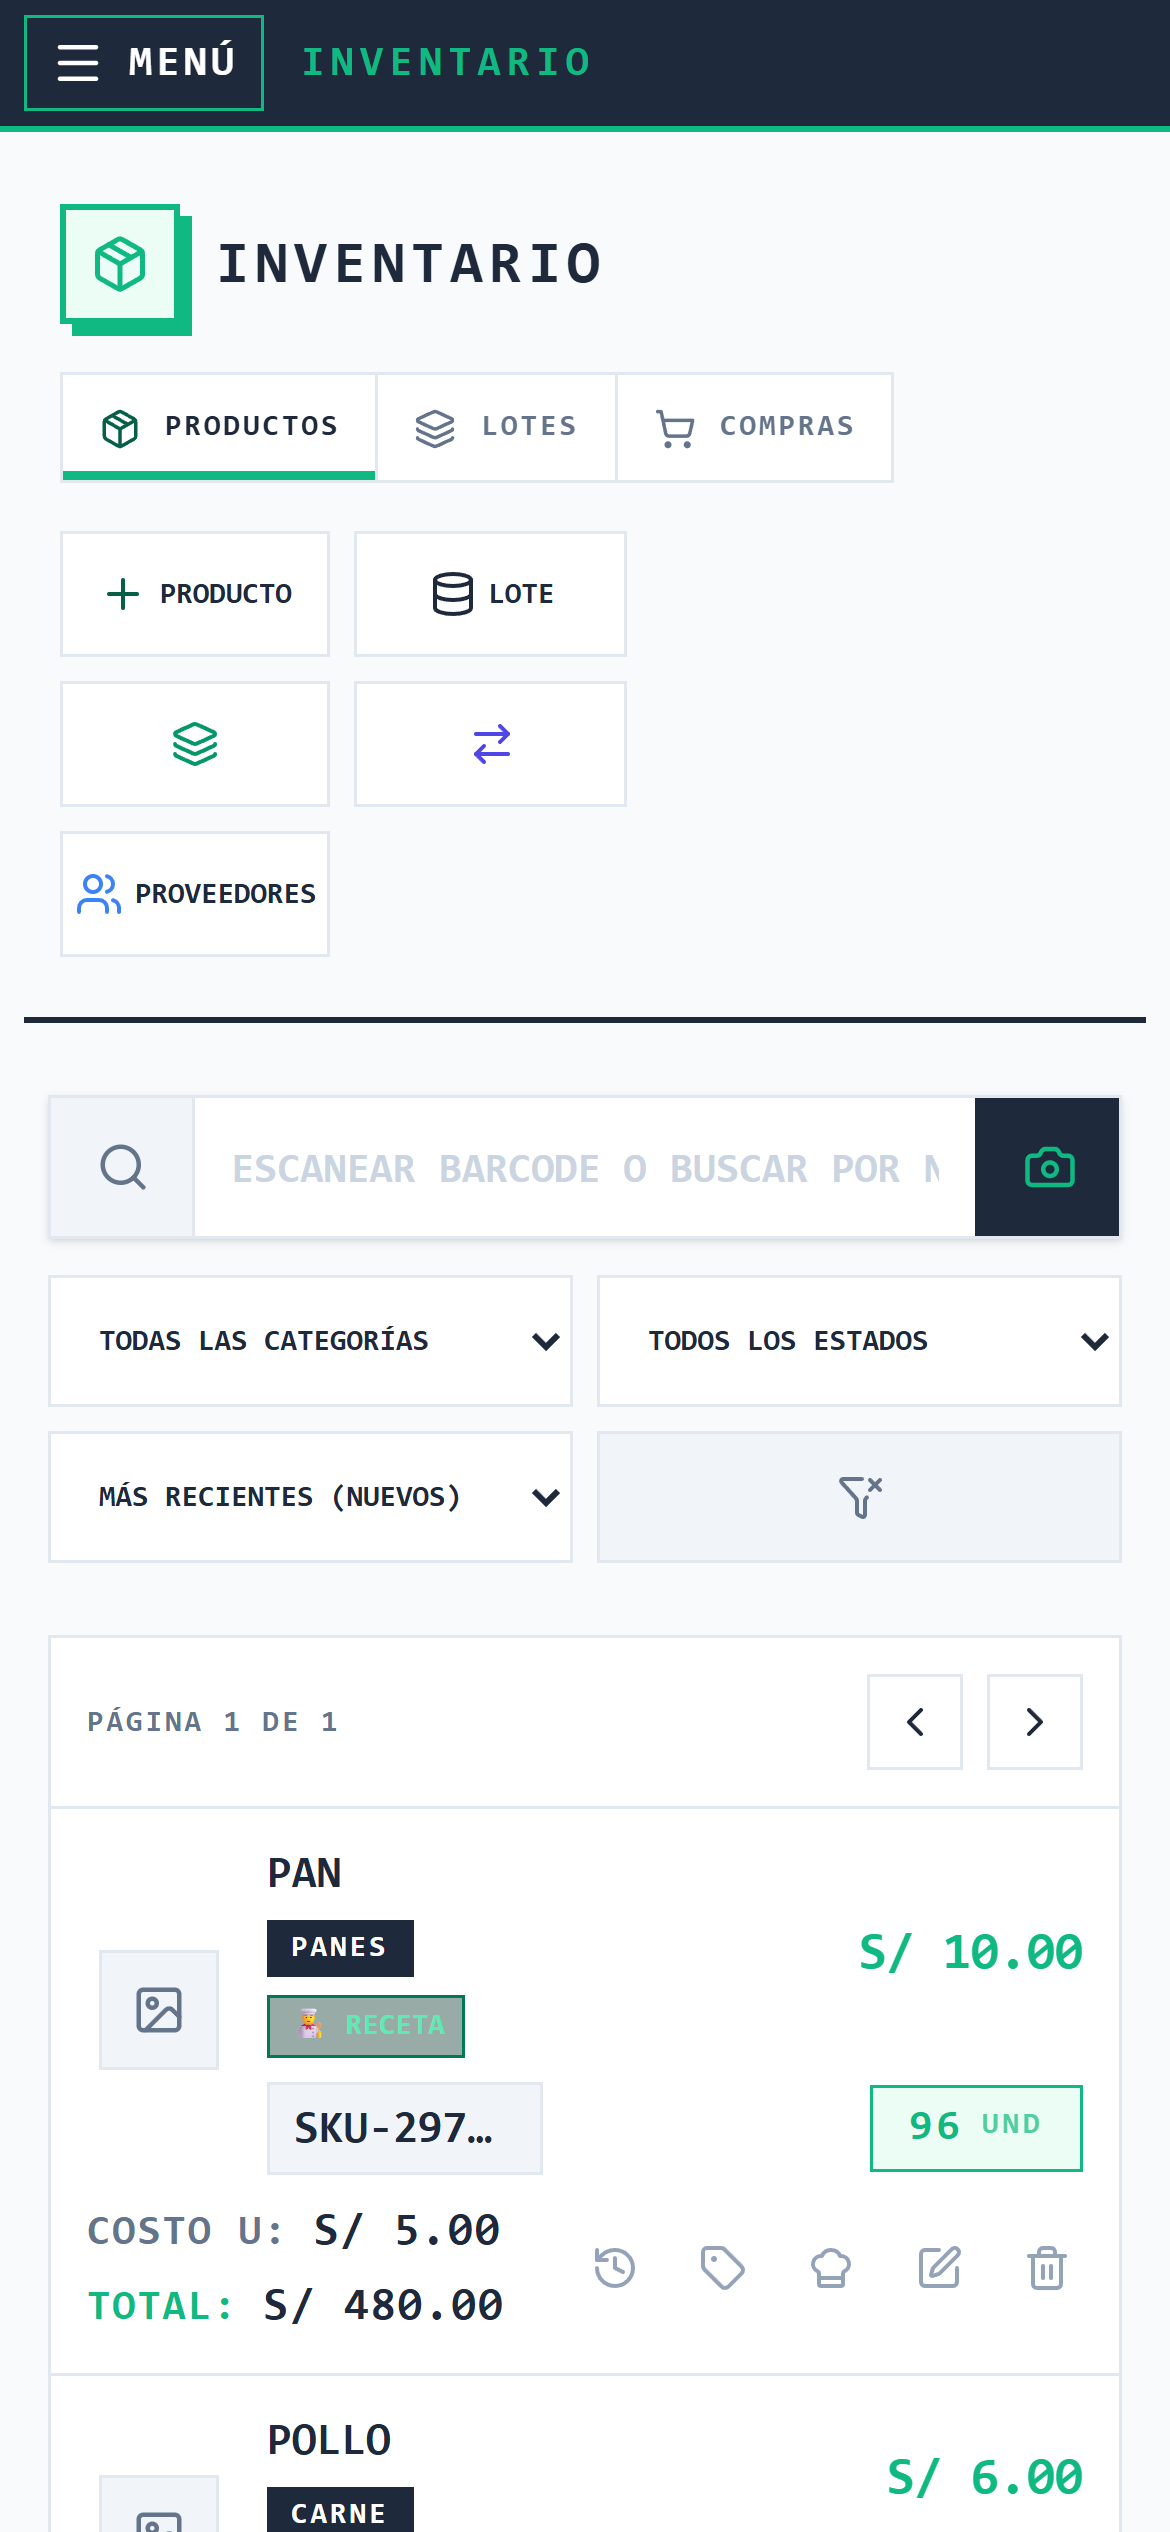 MENÚ INVENTARIO
INVENTARIO
PRODUCTOS LOTES COMPRAS
PRODUCTO LOTE
PROVEEDORES
ESCANEAR BARCODE O BUSCAR POR
TODAS LAS CATEGORÍAS TODOS LOS ESTADOS
MÁS RECIENTES (NUEVOS)
PÁGINA 1 DE 1
PAN
PANES
S/ 10.00
RECETA
SKU-297…
96 UND
COSTO U: S/ 5.00
TOTAL: S/ 480.00
POLLO
S/ 6.00
CARNE